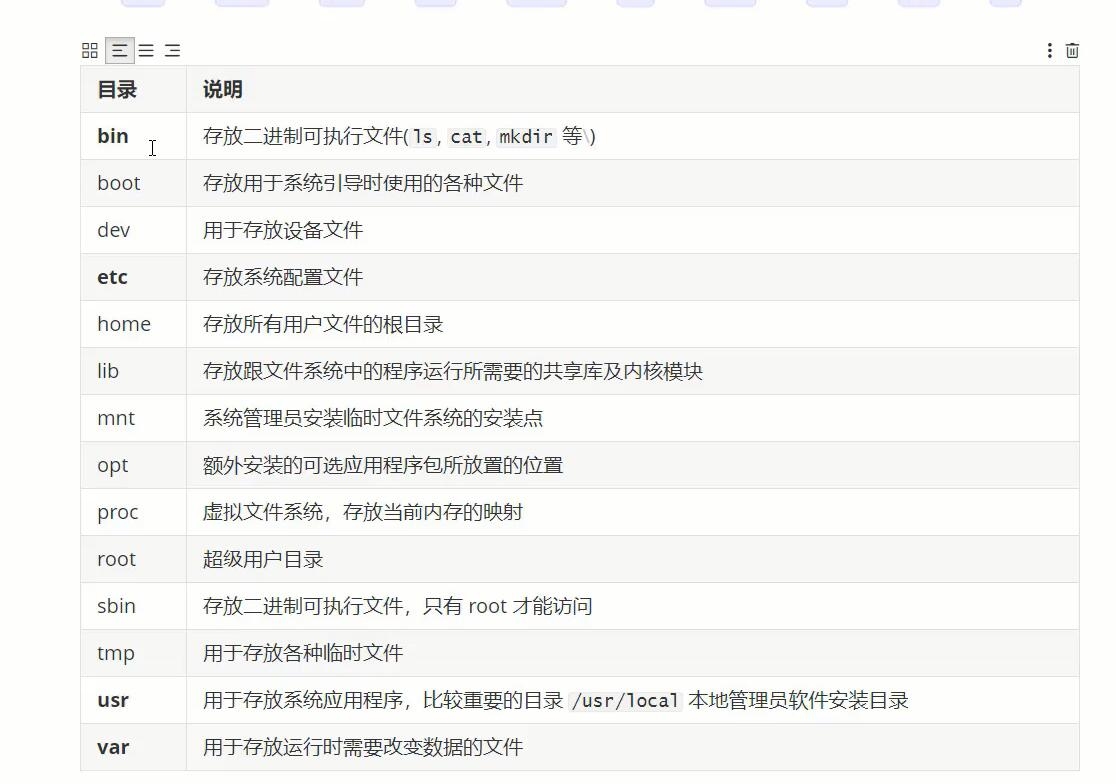 目录 说明
bin 存放二进制可执行文件(ls, cat, mkdir 等\)
boot 存放用于系统引导时使用的各种文件
dev 用于存放设备文件
etc 存放系统配置文件
home 存放所有用户文件的根目录
lib 存放跟文件系统中的程序运行所需要的共享库及内核模块
mnt 系统管理员安装临时文件系统的安装点
opt 额外安装的可选应用程序包所放置的位置
proc 虚拟文件系统，存放当前内存的映射
root 超级用户目录
sbin 存放二进制可执行文件，只有 root 才能访问
tmp 用于存放各种临时文件
usr 用于存放系统应用程序，比较重要的目录 /usr/local 本地管理员软件安装目录
var 用于存放运行时需要改变数据的文件